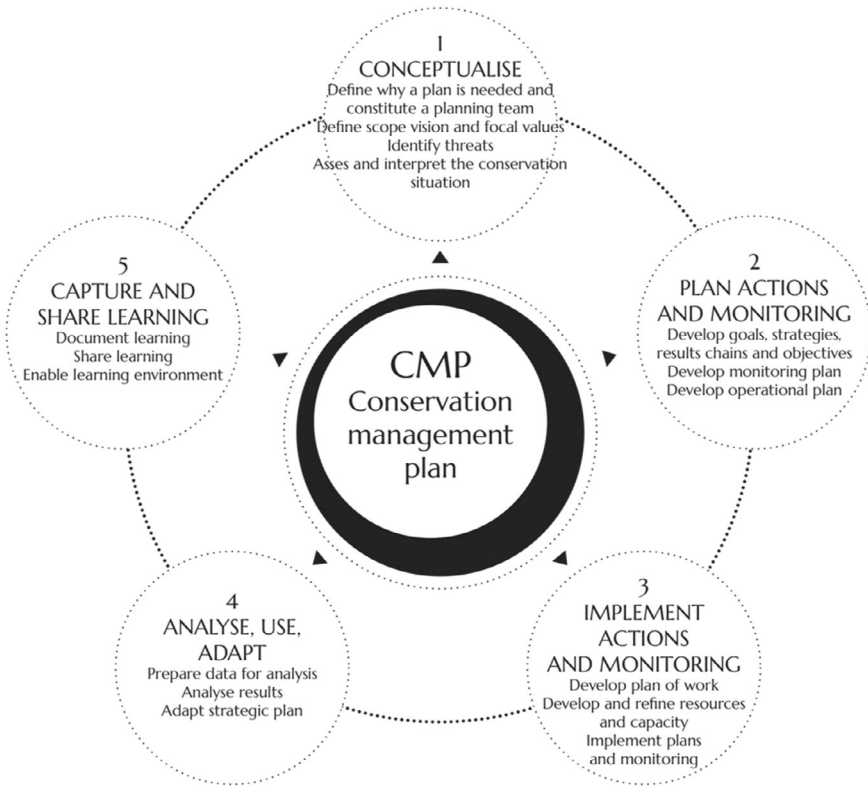 1
CONCEPTUALISE
Define why a plan is needed and
constitute a planning team
Define scope vision and focal values
Identify threats
Asses and interpret the conservation
situation
2
PLAN ACTIONS
AND MONITORING
Develop goals, strategies,
results chains and objectives
Develop monitoring plan
Develop operational plan
3
IMPLEMENT
ACTIONS
AND MONITORING
Develop plan of work
Develop and refine resources
and capacity
Implement plans
and monitoring
4
ANALYSE, USE,
ADAPT
Prepare data for analysis
Analyse results
Adapt strategic plan
5
CAPTURE AND
SHARE LEARNING
Document learning
Share learning
Enable learning environment
CMP
Conservation
management
plan